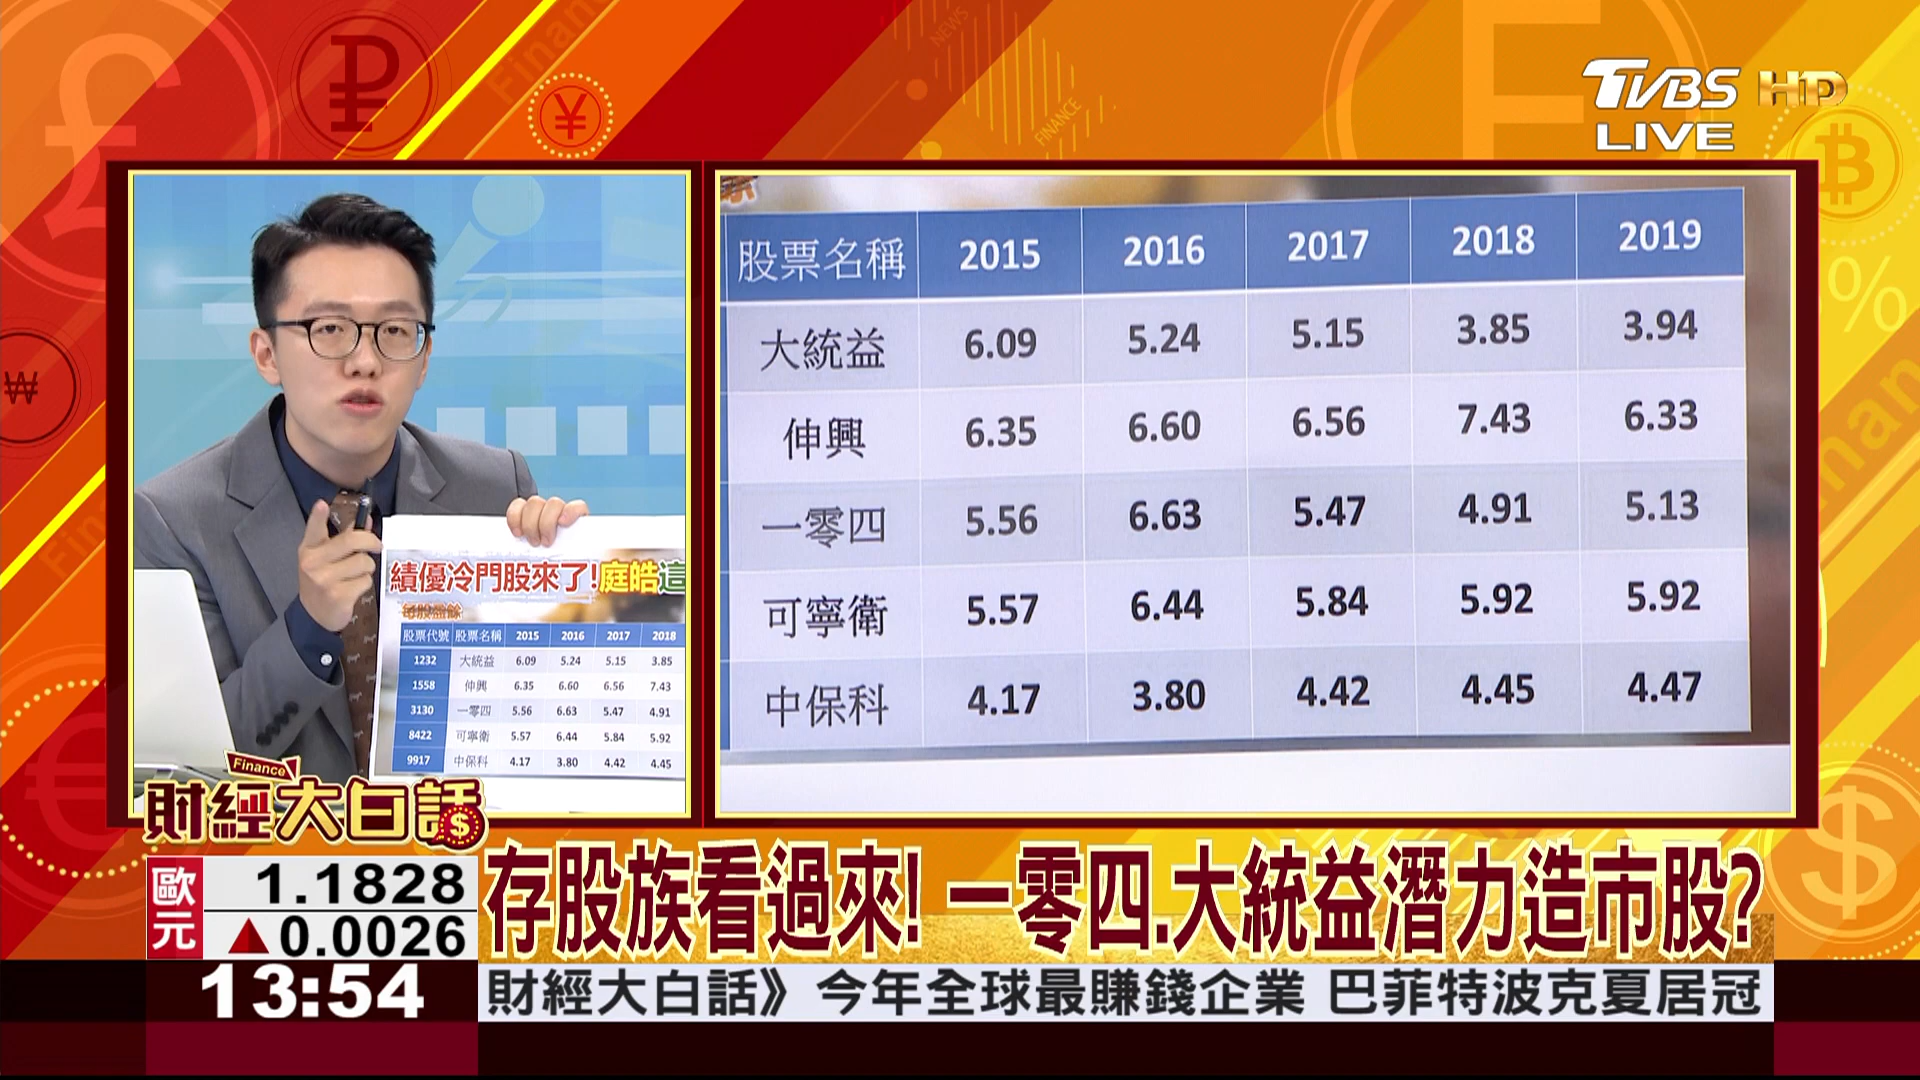 TVBS HD
LIVE
股票名稱 2015 2016 2017 2018 2019
大統益 6.09 5.24 5.15 3.85 3.94
伸興 6.35 6.60 6.56 7.43 6.33
一零四 5.56 6.63 5.47 4.91 5.13
可寧衛 5.57 6.44 5.84 5.92 5.92
中保科 4.17 3.80 4.42 4.45 4.47
績優冷門股來了!庭皓這
每股盈餘
股票代號 股票名稱 2015 2016 2017 2018
1232 大統益 6.09 5.24 5.15 3.85
1558 伸興 6.35 6.60 6.56 7.43
3130 一零四 5.56 6.63 5.47 4.91
8422 可寧衛 5.57 6.44 5.84 5.92
9917 中保科 4.17 3.80 4.42 4.45
Finance
財經大白話
歐元 1.1828
▲0.0026
存股族看過來! 一零四.大統益潛力造市股?
13:54
財經大白話》今年全球最賺錢企業 巴菲特波克夏居冠
NEWS
FINANCE
Finan